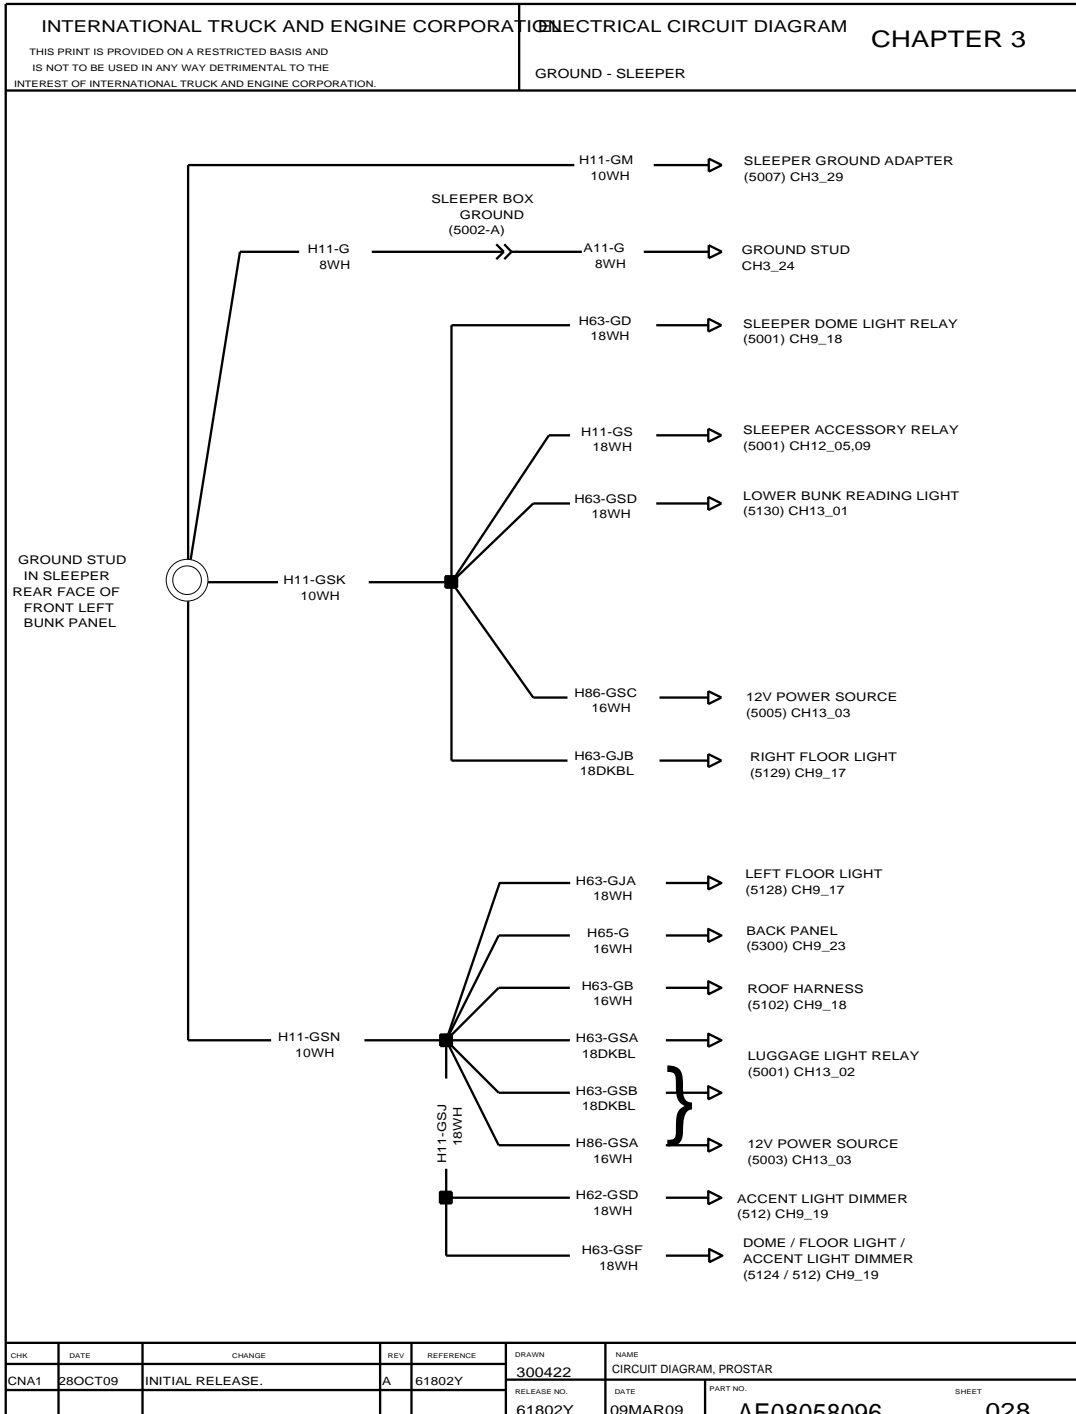 INTERNATIONAL TRUCK AND ENGINE CORPORATION
THIS PRINT IS PROVIDED ON A RESTRICTED BASIS AND
IS NOT TO BE USED IN ANY WAY DETRIMENTAL TO THE
INTEREST OF INTERNATIONAL TRUCK AND ENGINE CORPORATION.
ELECTRICAL CIRCUIT DIAGRAM
GROUND - SLEEPER
CHAPTER 3
H11-GM
10WH
SLEEPER GROUND ADAPTER
(5007) CH3_29
SLEEPER BOX
GROUND
(5002-A)
H11-G
8WH
A11-G
8WH
GROUND STUD
CH3_24
H63-GD
18WH
SLEEPER DOME LIGHT RELAY
(5001) CH9_18
H11-GS
18WH
SLEEPER ACCESSORY RELAY
(5001) CH12_05,09
H63-GSD
18WH
LOWER BUNK READING LIGHT
(5130) CH13_01
GROUND STUD
IN SLEEPER
REAR FACE OF
FRONT LEFT
BUNK PANEL
H11-GSK
10WH
H86-GSC
16WH
12V POWER SOURCE
(5005) CH13_03
H63-GJB
18DKBL
RIGHT FLOOR LIGHT
(5129) CH9_17
H63-GJA
18WH
LEFT FLOOR LIGHT
(5128) CH9_17
H65-G
16WH
BACK PANEL
(5300) CH9_23
H63-GB
16WH
ROOF HARNESS
(5102) CH9_18
H11-GSN
10WH
H63-GSA
18DKBL
LUGGAGE LIGHT RELAY
(5001) CH13_02
H63-GSB
18DKBL
}
H11-GSJ
18WH
H86-GSA
16WH
12V POWER SOURCE
(5003) CH13_03
H62-GSD
18WH
ACCENT LIGHT DIMMER
(512) CH9_19
H63-GSF
18WH
DOME / FLOOR LIGHT /
ACCENT LIGHT DIMMER
(5124 / 512) CH9_19
CHK DATE CHANGE REV REFERENCE
CNA1 28OCT09 INITIAL RELEASE. A 61802Y
DRAWN
300422
NAME
CIRCUIT DIAGRAM, PROSTAR
RELEASE NO.
61802Y
DATE
09MAR09
PART NO.
AE08058096
SHEET
028